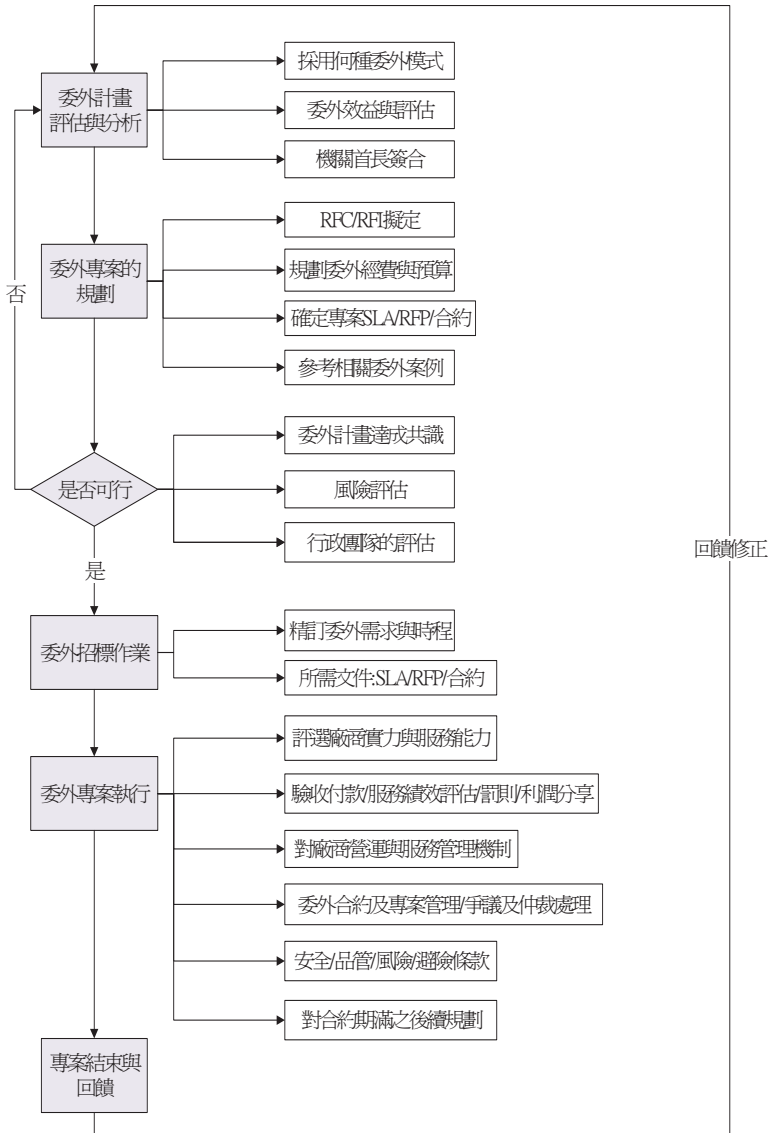 採用何種委外模式
委外計畫
評估與分析
委外效益與評估
機關首長簽合
RFC/RFI擬定
委外專案的
規劃
規劃委外經費與預算
否
確定專案SLA/RFP/合約
參考相關委外案例
委外計畫達成共識
是否可行
風險評估
行政團隊的評估
回饋修正
是
精訂委外需求與時程
委外招標作業
所需文件:SLA/RFP/合約
評選廠商實力與服務能力
委外專案執行
驗收付款/服務績效評估/罰則/利潤分享
對廠商營運與服務管理機制
委外合約及專案管理/爭議及仲裁處理
安全/品管/風險/避險條款
對合約期滿之後續規劃
專案結束與
回饋